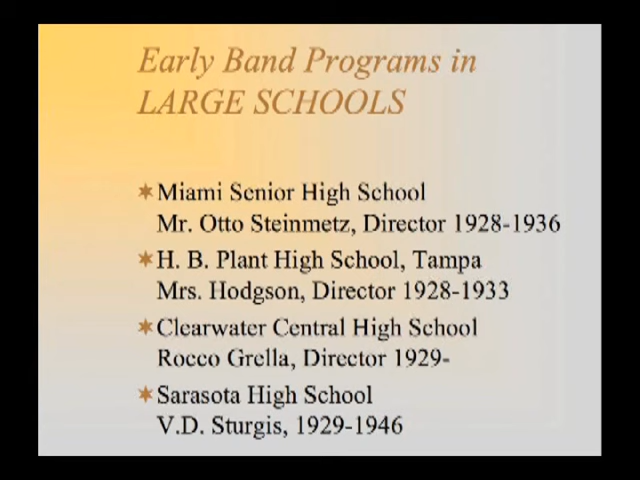 Early Band Programs in
LARGE SCHOOLS
Miami Senior High School
Mr. Otto Steinmetz, Director 1928-1936
H. B. Plant High School, Tampa
Mrs. Hodgson, Director 1928-1933
Clearwater Central High School
Rocco Grella, Director 1929-
Sarasota High School
V.D. Sturgis, 1929-1946